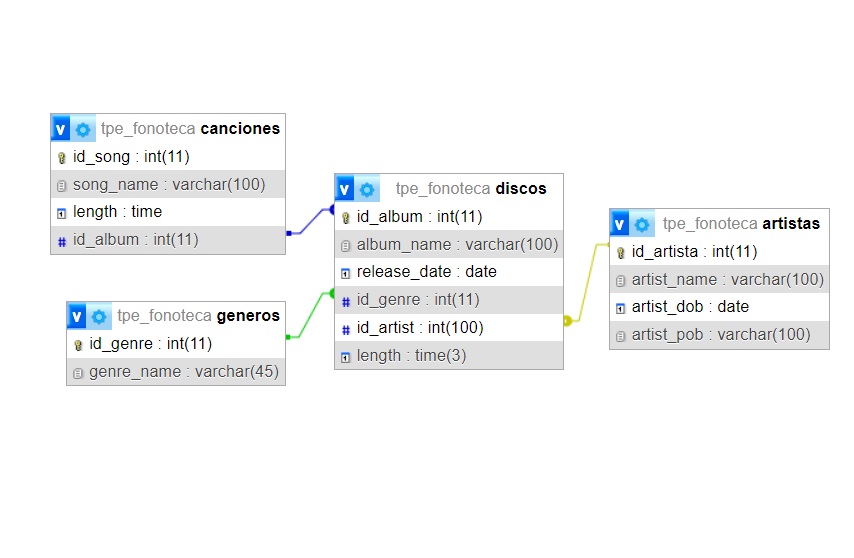 v tpe_fonoteca canciones
id_song : int(11)
song_name : varchar(100)
length : time
# id_album : int(11)
v tpe_fonoteca generos
id_genre : int(11)
genre_name : varchar(45)
v tpe_fonoteca discos
id_album : int(11)
album_name : varchar(100)
release_date : date
# id_genre : int(11)
# id_artist : int(100)
length : time(3)
v tpe_fonoteca artistas
id_artista : int(11)
artist_name : varchar(100)
artist_dob : date
artist_pob : varchar(100)